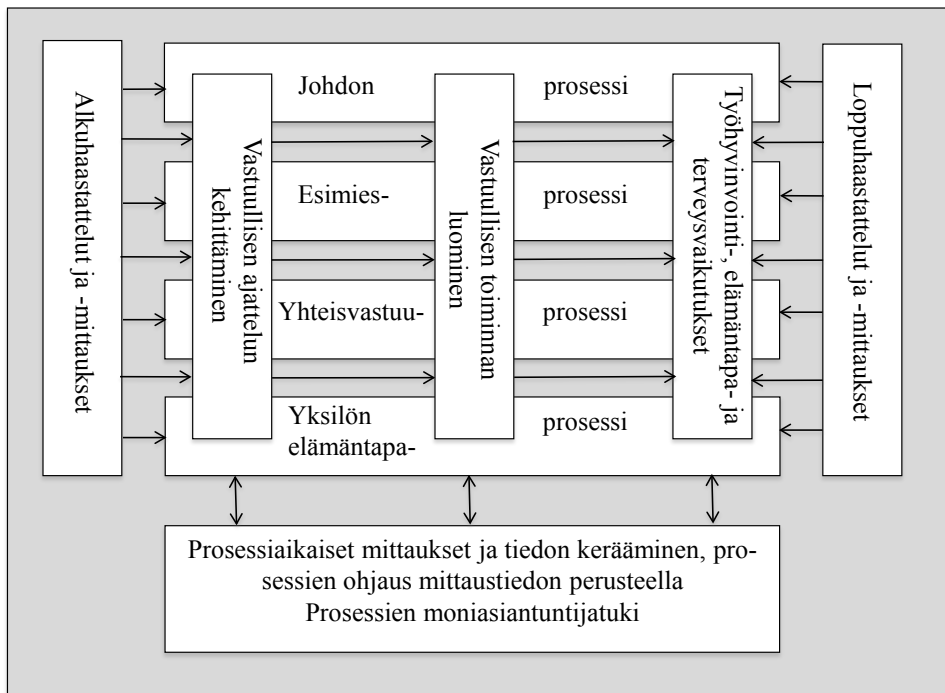 Alkuhaastattelut ja -mittaukset
Johdon prosessi
Esimies- prosessi
Yhteisvastuu- prosessi
Yksilön prosessi
elämäntapa-
Vastuullisen ajattelun
kehittäminen
Vastuullisen toiminnan
luominen
Työhyvinvointi-, elämäntapa- ja
terveysvaikutukset
Loppuhaastattelut ja -mittaukset
Prosessiaikaiset mittaukset ja tiedon kerääminen, pro-
sessien ohjaus mittaustiedon perusteella
Prosessien moniasiantuntijatuki